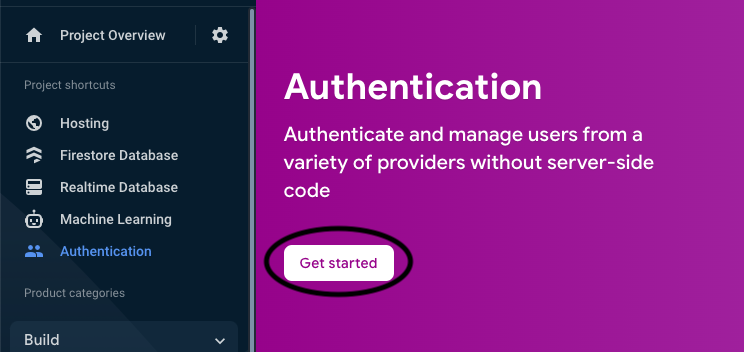 Project Overview
Project shortcuts
Hosting
Firestore Database
Realtime Database
Machine Learning
Authentication
Product categories
Build
Authentication
Authenticate and manage users from a
variety of providers without server-side
code
Get started